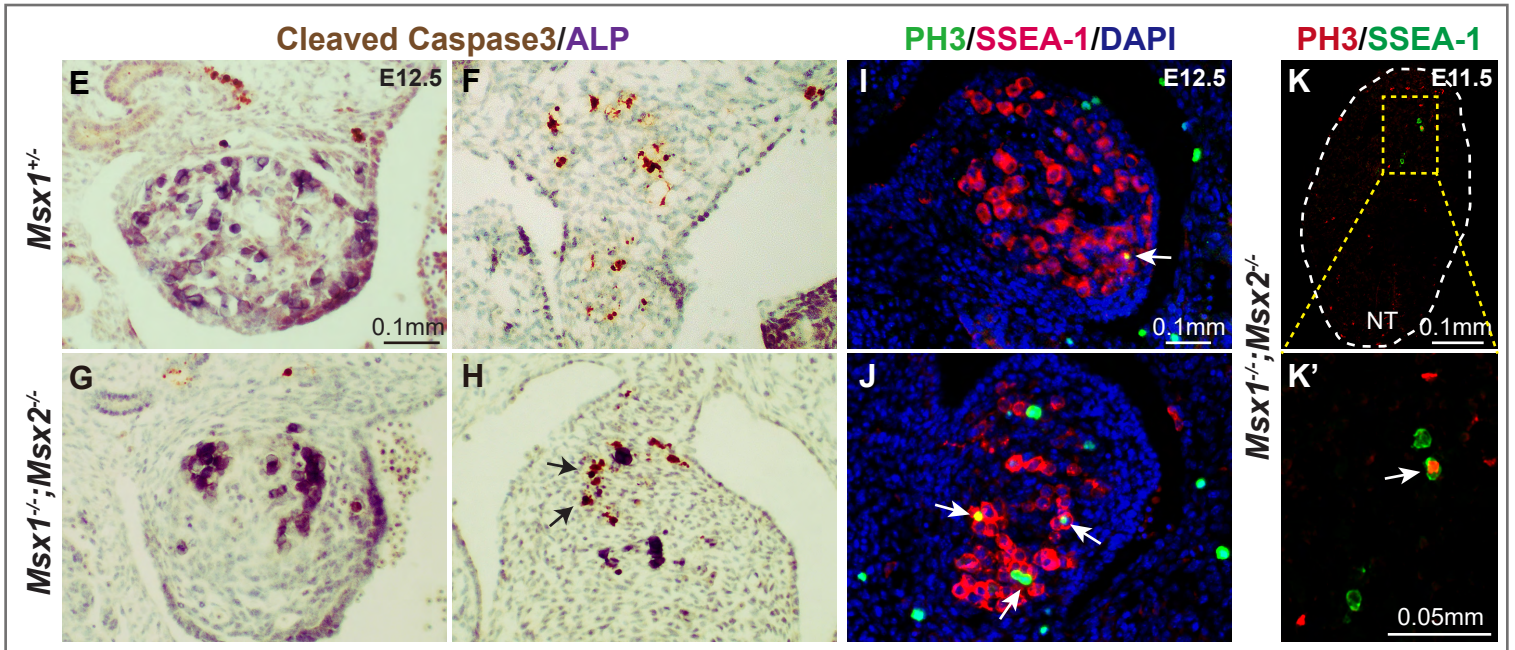 Cleaved Caspase3/ALP
PH3/SSEA-1/DAPI
PH3/SSEA-1
Msx1+/-
E
E12.5
0.1mm
F
I
E12.5
0.1mm
K
E11.5
NT
0.1mm
Msx1-/-;Msx2-/-
G
H
J
Msx1-/-;Msx2-/-
K’
0.05mm